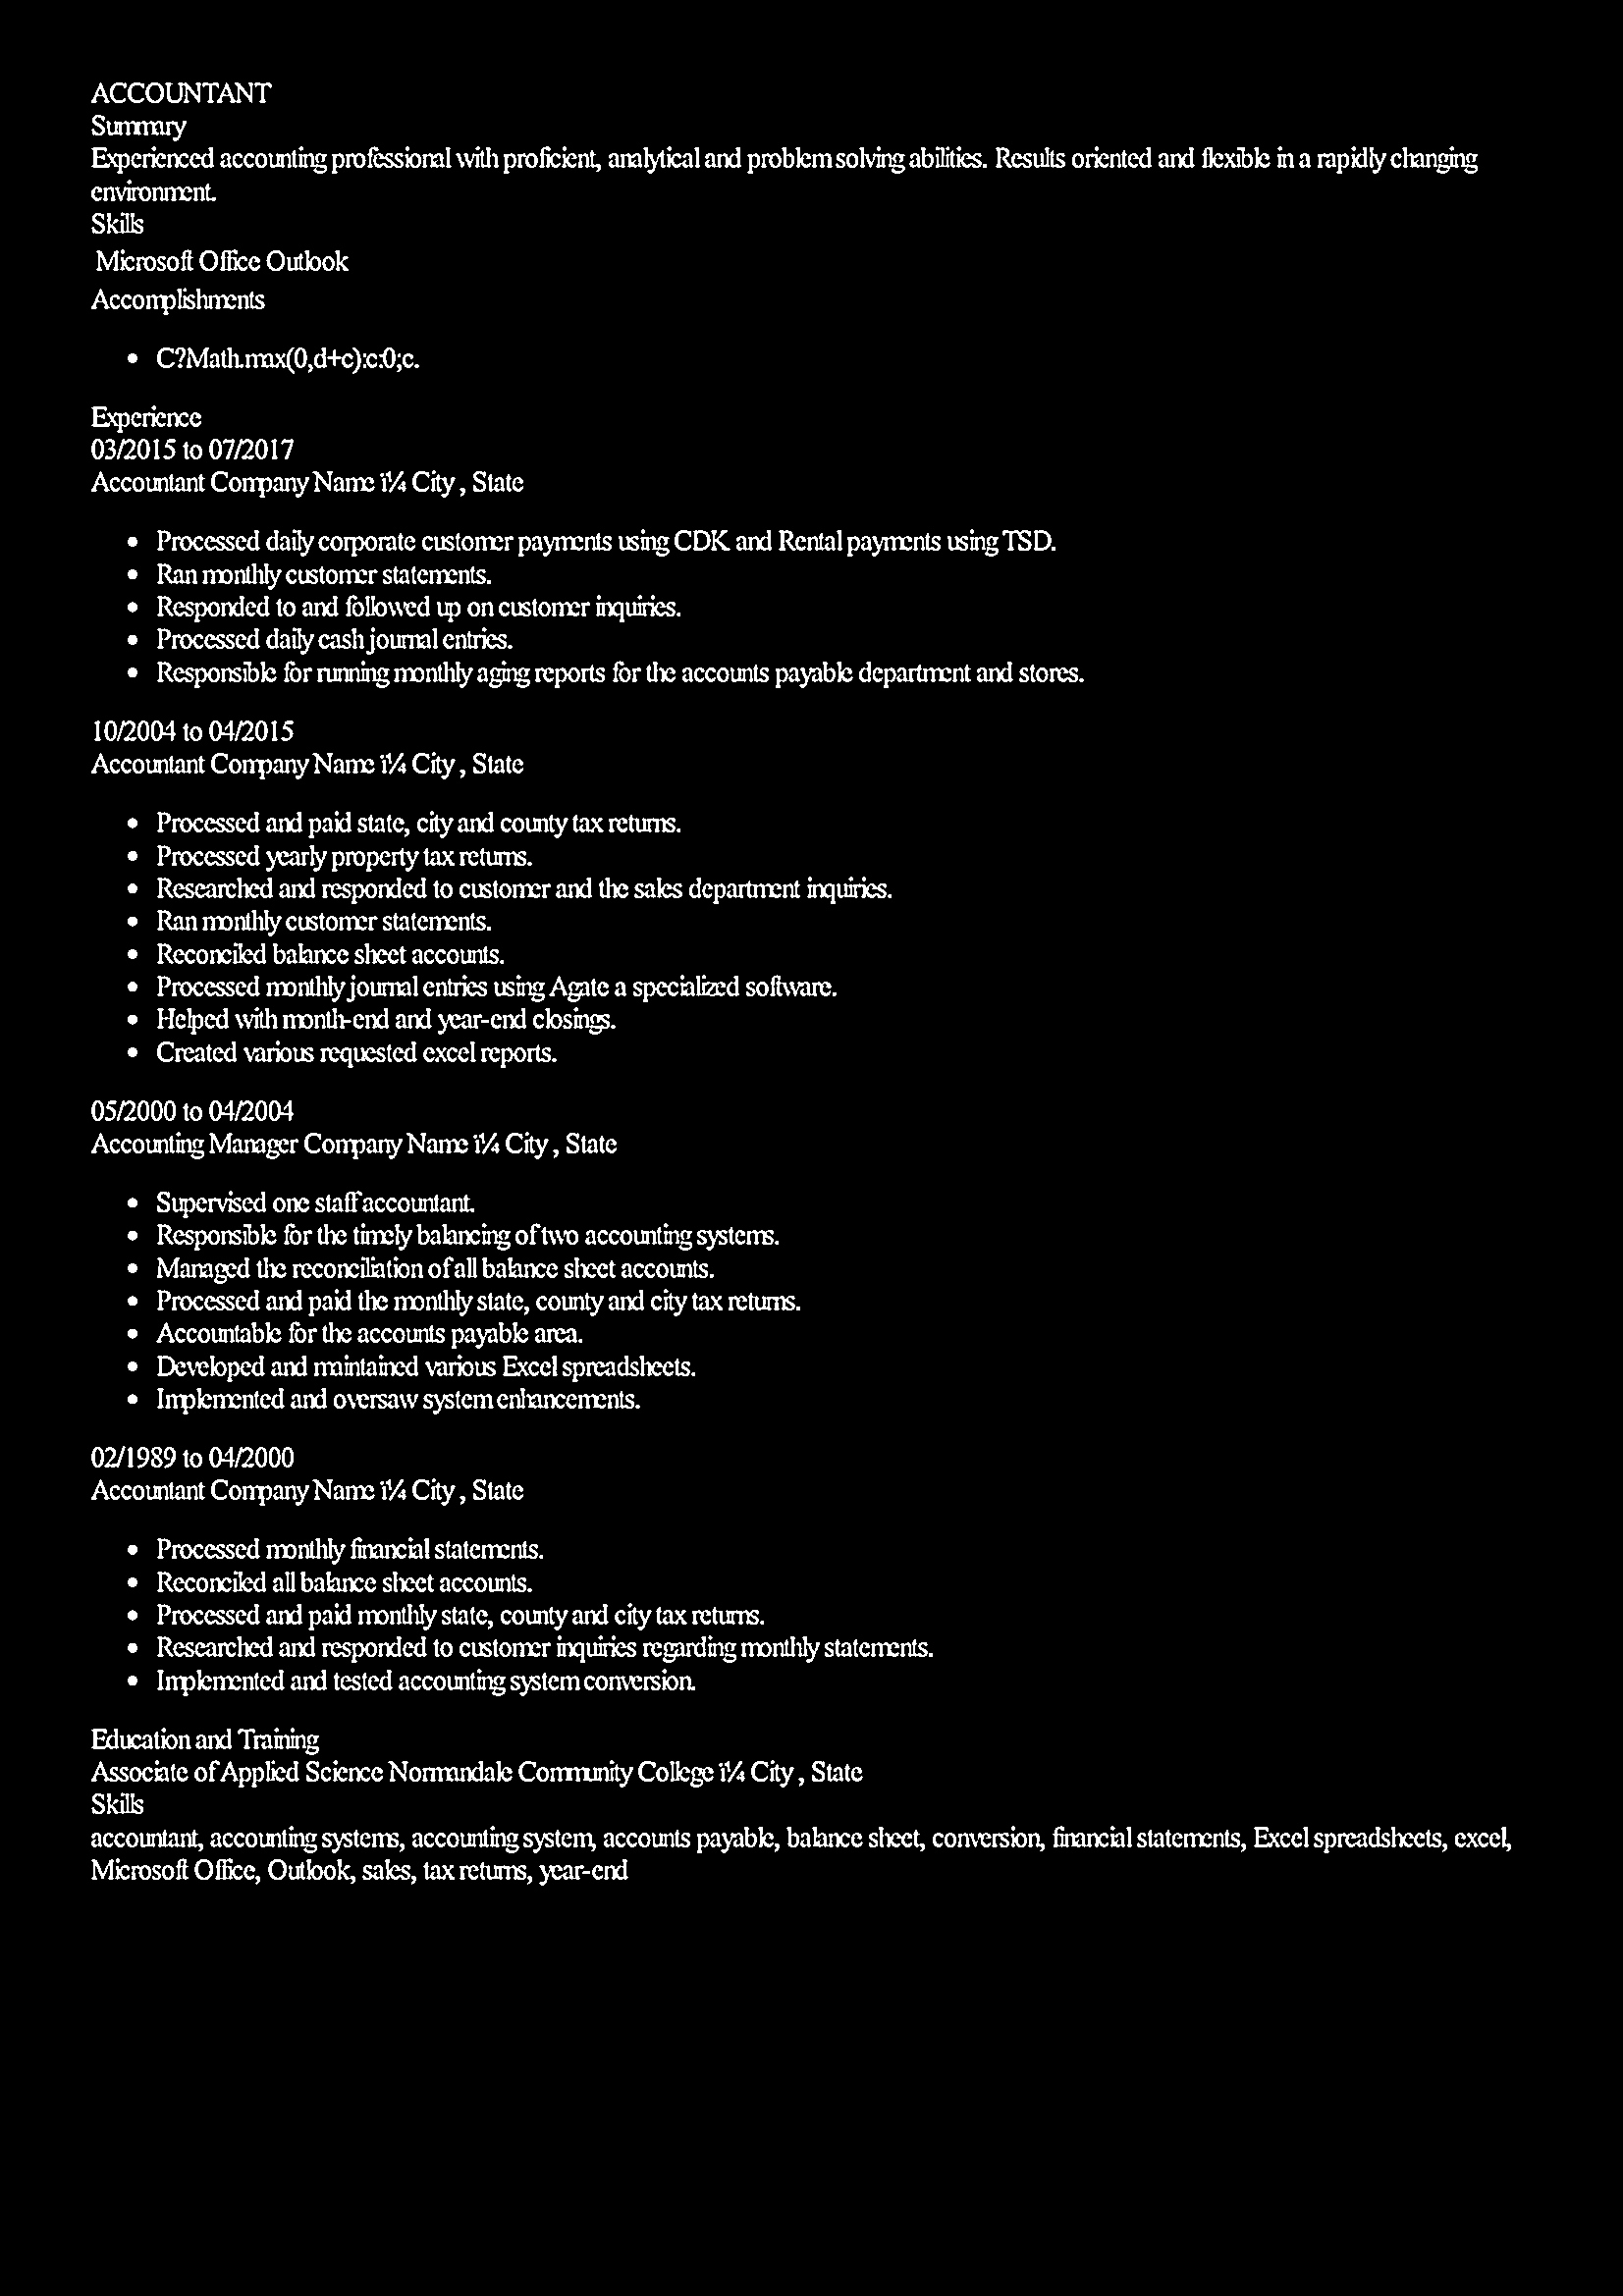 ACCOUNTANT
Summary
Experienced accounting professional with proficient, analytical and problem solving abilities. Results oriented and flexible in a rapidly changing
environment.
Skills
Microsoft Office Outlook
Accomplishments
• C?Math.max(0,d+c):c:0;c.
Experience
03/2015 to 07/2017
Accountant Company Name ï¼ City , State
• Processed daily corporate customer payments using CDK and Rental payments using TSD.
• Ran monthly customer statements.
• Responded to and followed up on customer inquiries.
• Processed daily cash journal entries.
• Responsible for running monthly aging reports for the accounts payable department and stores.
10/2004 to 04/2015
Accountant Company Name ï¼ City , State
• Processed and paid state, city and county tax returns.
• Processed yearly property tax returns.
• Researched and responded to customer and the sales department inquiries.
• Ran monthly customer statements.
• Reconciled balance sheet accounts.
• Processed monthly journal entries using Agate a specialized software.
• Helped with month-end and year-end closings.
• Created various requested excel reports.
05/2000 to 04/2004
Accounting Manager Company Name ï¼ City , State
• Supervised one staff accountant.
• Responsible for the timely balancing of two accounting systems.
• Managed the reconciliation of all balance sheet accounts.
• Processed and paid the monthly state, county and city tax returns.
• Accountable for the accounts payable area.
• Developed and maintained various Excel spreadsheets.
• Implemented and oversaw system enhancements.
02/1989 to 04/2000
Accountant Company Name ï¼ City , State
• Processed monthly financial statements.
• Reconciled all balance sheet accounts.
• Processed and paid monthly state, county and city tax returns.
• Researched and responded to customer inquiries regarding monthly statements.
• Implemented and tested accounting system conversion.
Education and Training
Associate of Applied Science Normandale Community College ï¼ City , State
Skills
accountant, accounting systems, accounting system, accounts payable, balance sheet, conversion, financial statements, Excel spreadsheets, excel,
Microsoft Office, Outlook, sales, tax returns, year-end